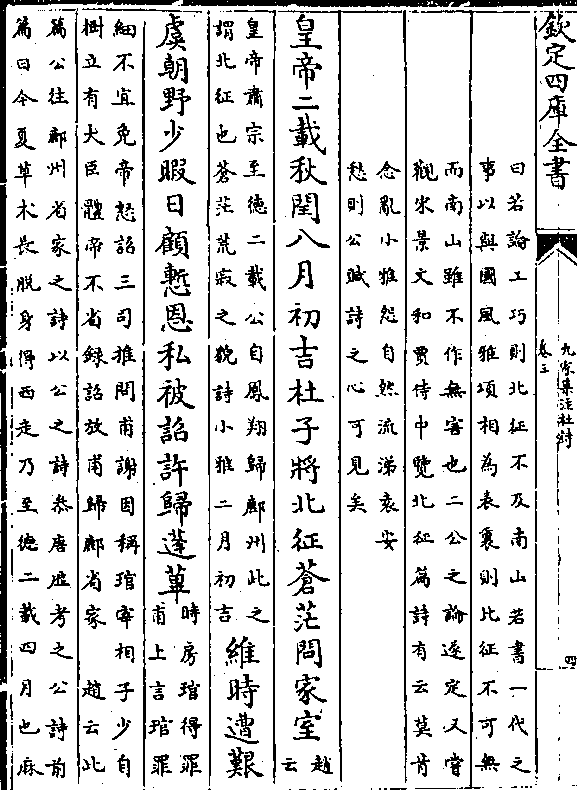 欽定四庫全書
九家集注杜詩
卷三
四
曰若論工巧則北征不及南山若書一代之
事以與國風雅頌相為表裏則北征不可無
而南山雖不作無害也二公之論遂定又嘗
觀宋景文和賈侍中覽北征篇詩有云莫肯
念亂小雅怨自然流涕袁安
愁則公賦詩之心可見矣
皇帝二載秋閏八月初吉杜子將北征蒼茫問家室趙云
皇帝肅宗至德二載公自鳳翔歸鄜州此之
謂北征也蒼茫荒寂之貌詩小雅二月初吉
維時遭艱
虞朝野少暇日顧慙恩私被詔許歸蓬蓽
時房琯得罪
甫上言琯罪
細不宜免帝怒詔三司推問甫謝因稱琯宰相子少自
樹立有大臣體帝不省録詔放甫歸鄜省家 趙云此
篇公往鄜州省家之詩以公之詩參唐歴考之公詩前
篇曰今夏草木長脱身得西走乃至德二載四月也麻